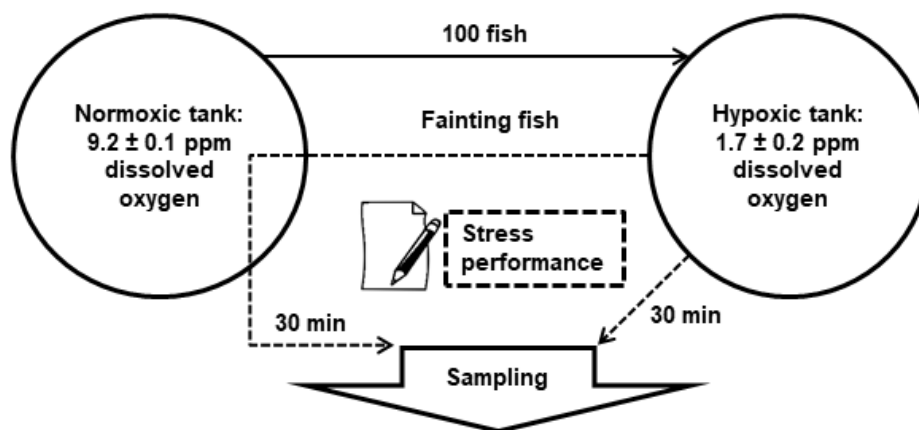 100 fish
Normoxic tank:
9.2 ± 0.1 ppm
dissolved
oxygen
Fainting fish
Hypoxic tank:
1.7 ± 0.2 ppm
dissolved
oxygen
Stress
performance
30 min
30 min
Sampling